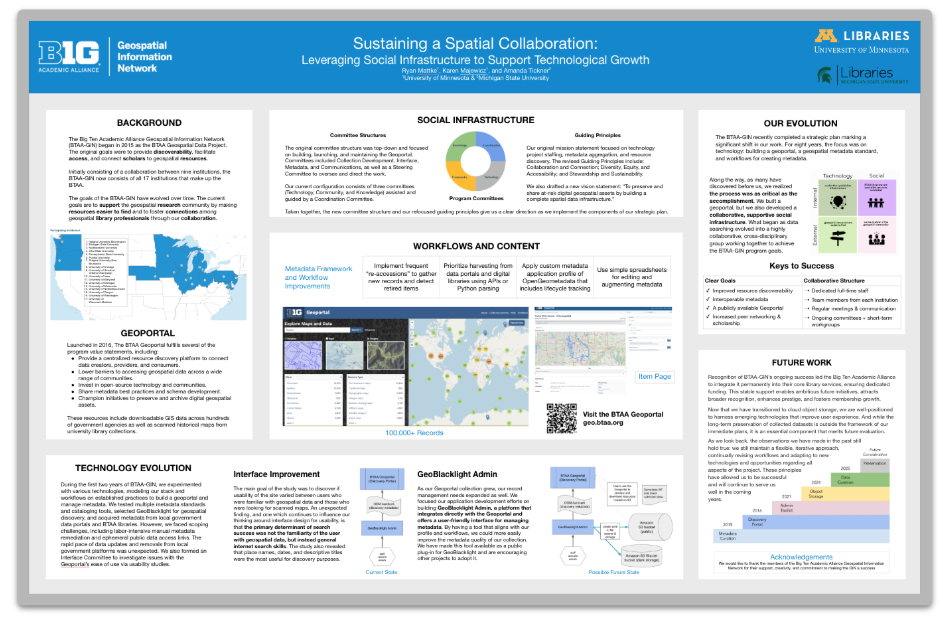 B1G
ACADEMIC ALLIANCE
Geospatial
Information
Network
Sustaining a Spatial Collaboration:
Leveraging Social Infrastructure to Support Technological Growth
Ryan Mattke¹, Karen Majewicz¹, and Amanda Tickner²
¹University of Minnesota & ²Michigan State University
LIBRARIES
UNIVERSITY OF MINNESOTA
Libraries
MICHIGAN STATE UNIVERSITY
BACKGROUND
The Big Ten Academic Alliance Geospatial Information Network
(BTAA-GIN) began in 2015 as the BTAA Geospatial Data Project.
The original goals were to provide discoverability, facilitate
access, and connect scholars to geospatial resources.
Initially consisting of a collaboration between nine institutions, the
BTAA-GIN now consists of all 17 institutions that make up the
BTAA.
The goals of the BTAA-GIN have evolved over time. The current
goals are to support the geospatial research community by making
resources easier to find and to foster connections among
geospatial library professionals through our collaboration.
GEOPORTAL
Launched in 2016, The BTAA Geoportal fulfills several of the
program value statements, including:
● Provide a centralized resource discovery platform to connect
data creators, providers, and consumers.
● Lower barriers to accessing geospatial data across a wide
range of communities.
● Invest in open-source technology and communities.
● Share metadata best practices and schema development.
● Champion initiatives to preserve and archive digital geospatial
assets.
These resources include downloadable GIS data across hundreds
of government agencies as well as scanned historical maps from
university library collections.
SOCIAL INFRASTRUCTURE
Committee Structures
The original committee structure was top down and focused
on building, launching, and maintaining the Geoportal.
Committees included Collection Development, Interface,
Metadata, and Communications, as well as a Steering
Committee to oversee and direct the work.
Our current configuration consists of three committees
(Technology, Community, and Knowledge) assisted and
guided by a Coordination Committee.
Program Committees
Guiding Principles
Our original mission statement focused on technology
project staffing, metadata aggregation, and resource
discovery. The revised Guiding Principles include:
Collaboration and Connection; Diversity, Equity, and
Accessibility; and Stewardship and Sustainability.
We also drafted a new vision statement: "To preserve and
share at-risk digital geospatial assets by building a
complete spatial data infrastructure."
Taken together, the new committee structure and our refocused guiding principles give us a clear direction as we implement the components of our strategic plan.
WORKFLOWS AND CONTENT
Metadata Framework
and Workflow
Improvements
Implement frequent
"re-accessions" to gather
new records and detect
retired items
Prioritize harvesting from
data portals and digital
libraries using APIs or
Python parsing
Apply custom metadata
application profile of
OpenGeoMetadata that
includes lifecycle tracking
Use simple spreadsheets
for editing and
augmenting metadata
B1G Geoportal
Explore Maps and Data
Item Page
100,000+ Records
Visit the BTAA Geoportal
geo.btaa.org
OUR EVOLUTION
The BTAA-GIN recently completed a strategic plan marking a
significant shift in our work. For eight years, the focus was on
technology: building a geoportal, a geospatial metadata standard,
and workflows for creating metadata.
Along the way, as many have
discovered before us, we realized
the process was as critical as the
accomplishment. We built a
geoportal, but we also developed a
collaborative, supportive social
infrastructure. What began as data
searching evolved into a highly
collaborative, cross-disciplinary
group working together to achieve
the BTAA-GIN program goals.
Technology
Social
Internal
External
Keys to Success
Clear Goals
✓ Improved resource discoverability
✓ Interoperable metadata
✓ A publicly available Geoportal
✓ Increased peer networking &
scholarship
Collaborative Structure
→ Dedicated full-time staff
→ Team members from each institution
→ Regular meetings & communication
→ Ongoing committees + short-term
workgroups
FUTURE WORK
Recognition of BTAA-GIN's ongoing success led the Big Ten Academic Alliance
to integrate it permanently into their core library services, ensuring dedicated
funding. This stable support enables ambitious future initiatives, attracts
broader recognition, enhances prestige, and fosters membership growth.
Now that we have transitioned to cloud object storage, we are well-positioned
to harness emerging technologies that improve user experience. And while the
long-term preservation of collected datasets is outside the framework of our
immediate plans, it is an essential component that merits future evaluation.
As we look back, the observations we have made in the past still
hold true: we still maintain a flexible, iterative approach,
continually revising workflows and adapting to new
technologies and opportunities regarding all
aspects of the project. These principles
have allowed us to be successful
and will continue to serve us
well in the coming
years.
Future
Consideration
Preservation
2025
Data
Curation
2024
Object
Storage
2021
Admin
Toolkit
2016
Discovery
Portal
2015
Metadata
Curation
Acknowledgements
We would like to thank the members of the Big Ten Academic Alliance Geospatial Information
Network for their support, creativity, and commitment to making the GIN a success
TECHNOLOGY EVOLUTION
During the first two years of BTAA-GIN, we experimented
with various technologies, modeling our stack and
workflows on established practices to build a geoportal and
manage metadata. We tested multiple metadata standards
and cataloging tools, selected GeoBlacklight for geospatial
discovery, and acquired metadata from local government
data portals and BTAA libraries. However, we faced scoping
challenges, including labor-intensive manual metadata
remediation and ephemeral public data access links. The
rapid pace of data updates and removals from local
government platforms was unexpected. We also formed an
Interface Committee to investigate issues with the
Geoportal's ease of use via usability studies.
Interface Improvement
The main goal of the study was to discover if
usability of the site varied between users who
were familiar with geospatial data and those who
were looking for scanned maps. An unexpected
finding, and one which continues to influence our
thinking around interface design for usability, is
that the primary determinant of search
success was not the familiarity of the user
with geospatial data, but instead general
internet search skills. The study also revealed
that place names, dates, and descriptive titles
were the most useful for discovery purposes.
BTAA Geoportal
(Discovery Portal)
GeoBlacklight Admin
Current State
GeoBlacklight Admin
As our Geoportal collection grew, our record
management needs expanded as well. We
focused our application development efforts on
building GeoBlacklight Admin, a platform that
integrates directly with the Geoportal and
offers a user-friendly interface for managing
metadata. By having a tool that aligns with our
profile and workflows, we could more easily
improve the metadata quality of our collection.
We have made this tool available as a public
plug-in for GeoBlacklight and are encouraging
other projects to adopt it.
BTAA Geoportal
(Discovery Portal)
GeoBlacklight Admin
Amazon
S3 bucket
(public)
Amazon S3 Glacier
Possible Future State